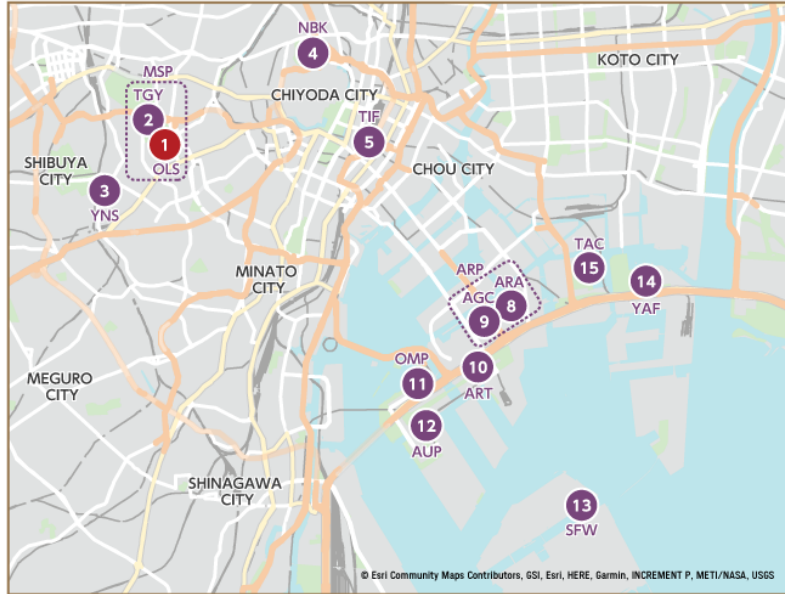 NBK
4
KOTO CITY
MSP
TGY
2
1
OLS
CHIYODA CITY
TIF
5
SHIBUYA
CITY
3
YNS
CHOU CITY
MINATO
CITY
TAC
15
14
YAF
ARP
ARA
AGC
8
9
MEGURO
CITY
OMP
11
10
ART
12
AUP
SHINAGAWA
CITY
13
SFW
© Esri Community Maps Contributors, GSI, Esri, HERE, Garmin, INCREMENT P, METI/NASA, USGS